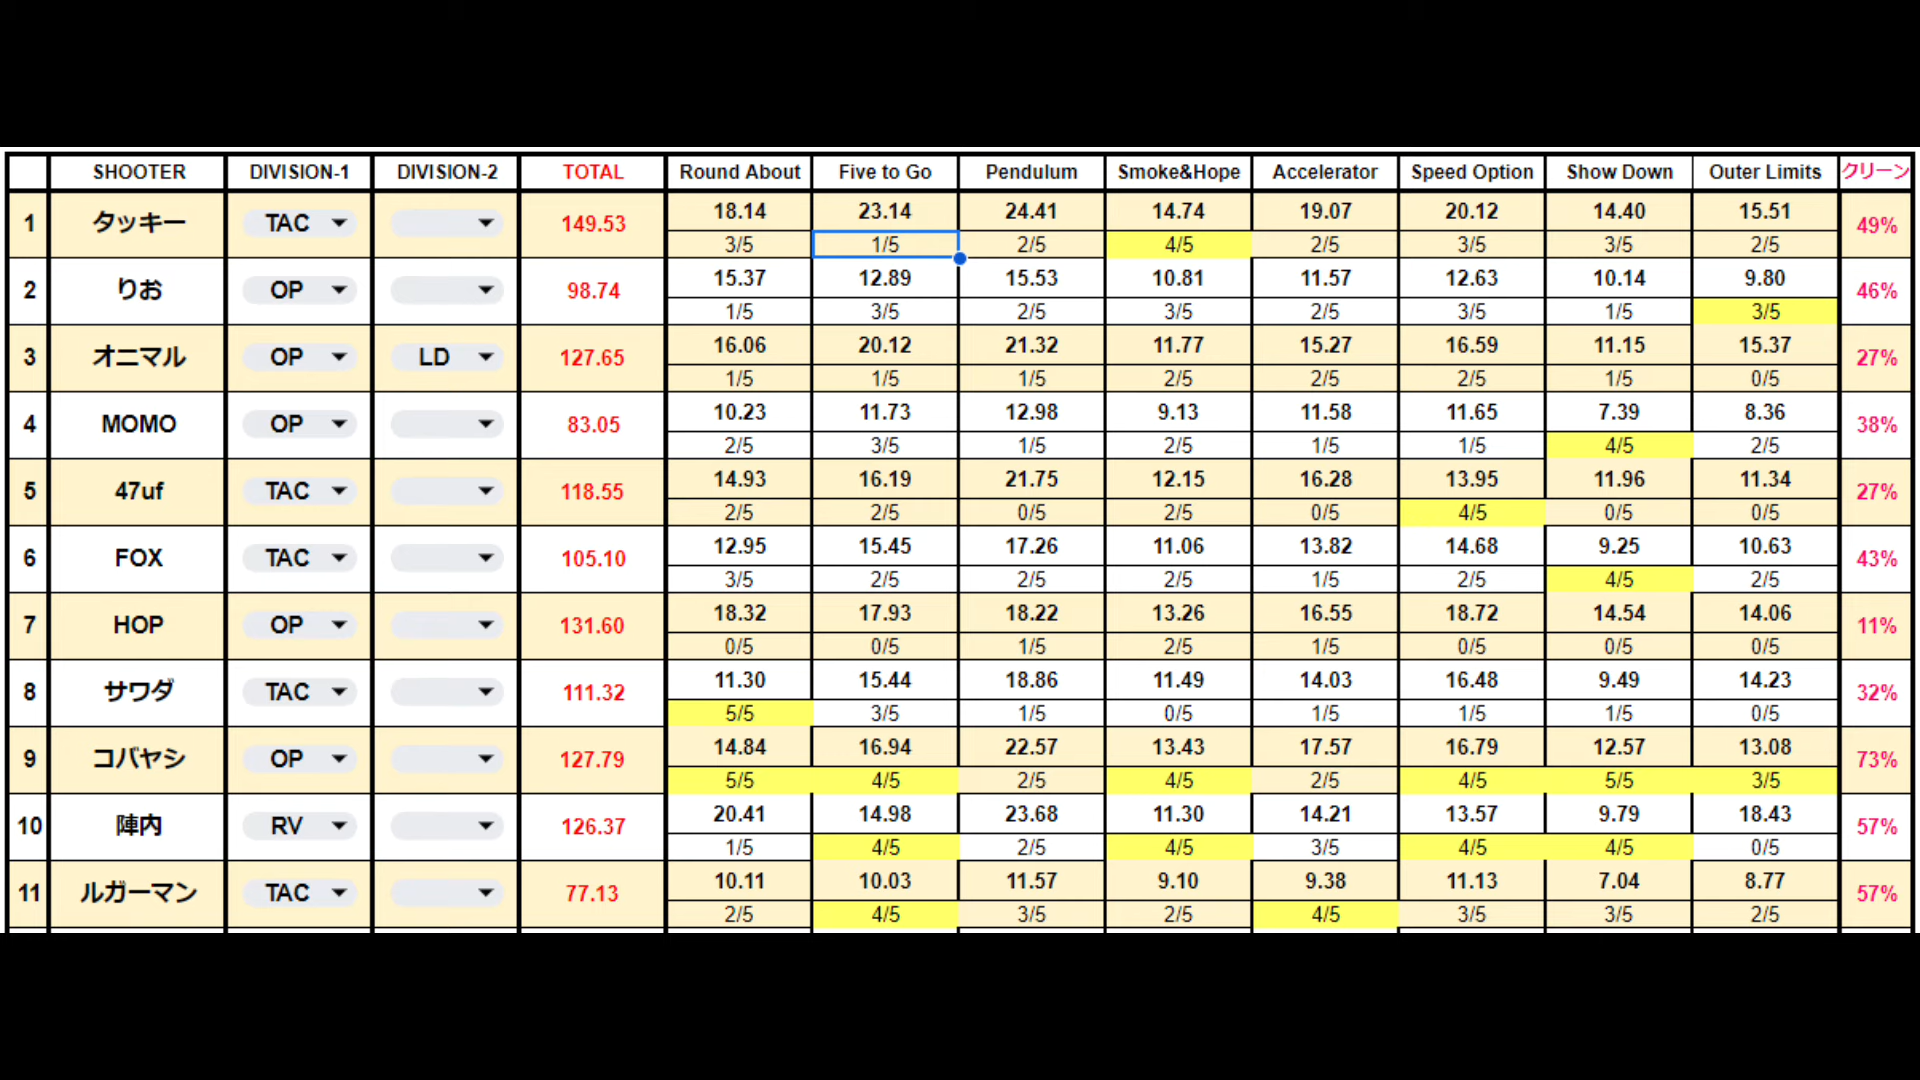 SHOOTER DIVISION-1 DIVISION-2 TOTAL Round About Five to Go Pendulum Smoke&Hope Accelerator Speed Option Show Down Outer Limits クリーン
1 タッキー TAC 149.53 18.14 23.14 24.41 14.74 19.07 20.12 14.40 15.51 49%
3/5 1/5 2/5 4/5 2/5 3/5 3/5 2/5
2 りお OP 98.74 15.37 12.89 15.53 10.81 11.57 12.63 10.14 9.80 46%
1/5 3/5 2/5 3/5 2/5 3/5 1/5 3/5
3 オニマル OP LD 127.65 16.06 20.12 21.32 11.77 15.27 16.59 11.15 15.37 27%
1/5 1/5 1/5 2/5 2/5 2/5 1/5 0/5
4 MOMO OP 83.05 10.23 11.73 12.98 9.13 11.58 11.65 7.39 8.36 38%
2/5 3/5 1/5 2/5 1/5 1/5 4/5 2/5
5 47uf TAC 118.55 14.93 16.19 21.75 12.15 16.28 13.95 11.96 11.34 27%
2/5 2/5 0/5 2/5 0/5 4/5 0/5 0/5
6 FOX TAC 105.10 12.95 15.45 17.26 11.06 13.82 14.68 9.25 10.63 43%
3/5 2/5 2/5 2/5 1/5 2/5 4/5 2/5
7 HOP OP 131.60 18.32 17.93 18.22 13.26 16.55 18.72 14.54 14.06 11%
0/5 0/5 1/5 2/5 1/5 0/5 0/5 0/5
8 サワダ TAC 111.32 11.30 15.44 18.86 11.49 14.03 16.48 9.49 14.23 32%
5/5 3/5 1/5 0/5 1/5 1/5 1/5 0/5
9 コバヤシ OP 127.79 14.84 16.94 22.57 13.43 17.57 16.79 12.57 13.08 73%
5/5 4/5 2/5 4/5 2/5 4/5 5/5 3/5
10 陣内 RV 126.37 20.41 14.98 23.68 11.30 14.21 13.57 9.79 18.43 57%
1/5 4/5 2/5 4/5 3/5 4/5 4/5 0/5
11 ルガーマン TAC 77.13 10.11 10.03 11.57 9.10 9.38 11.13 7.04 8.77 57%
2/5 4/5 3/5 2/5 4/5 3/5 3/5 2/5